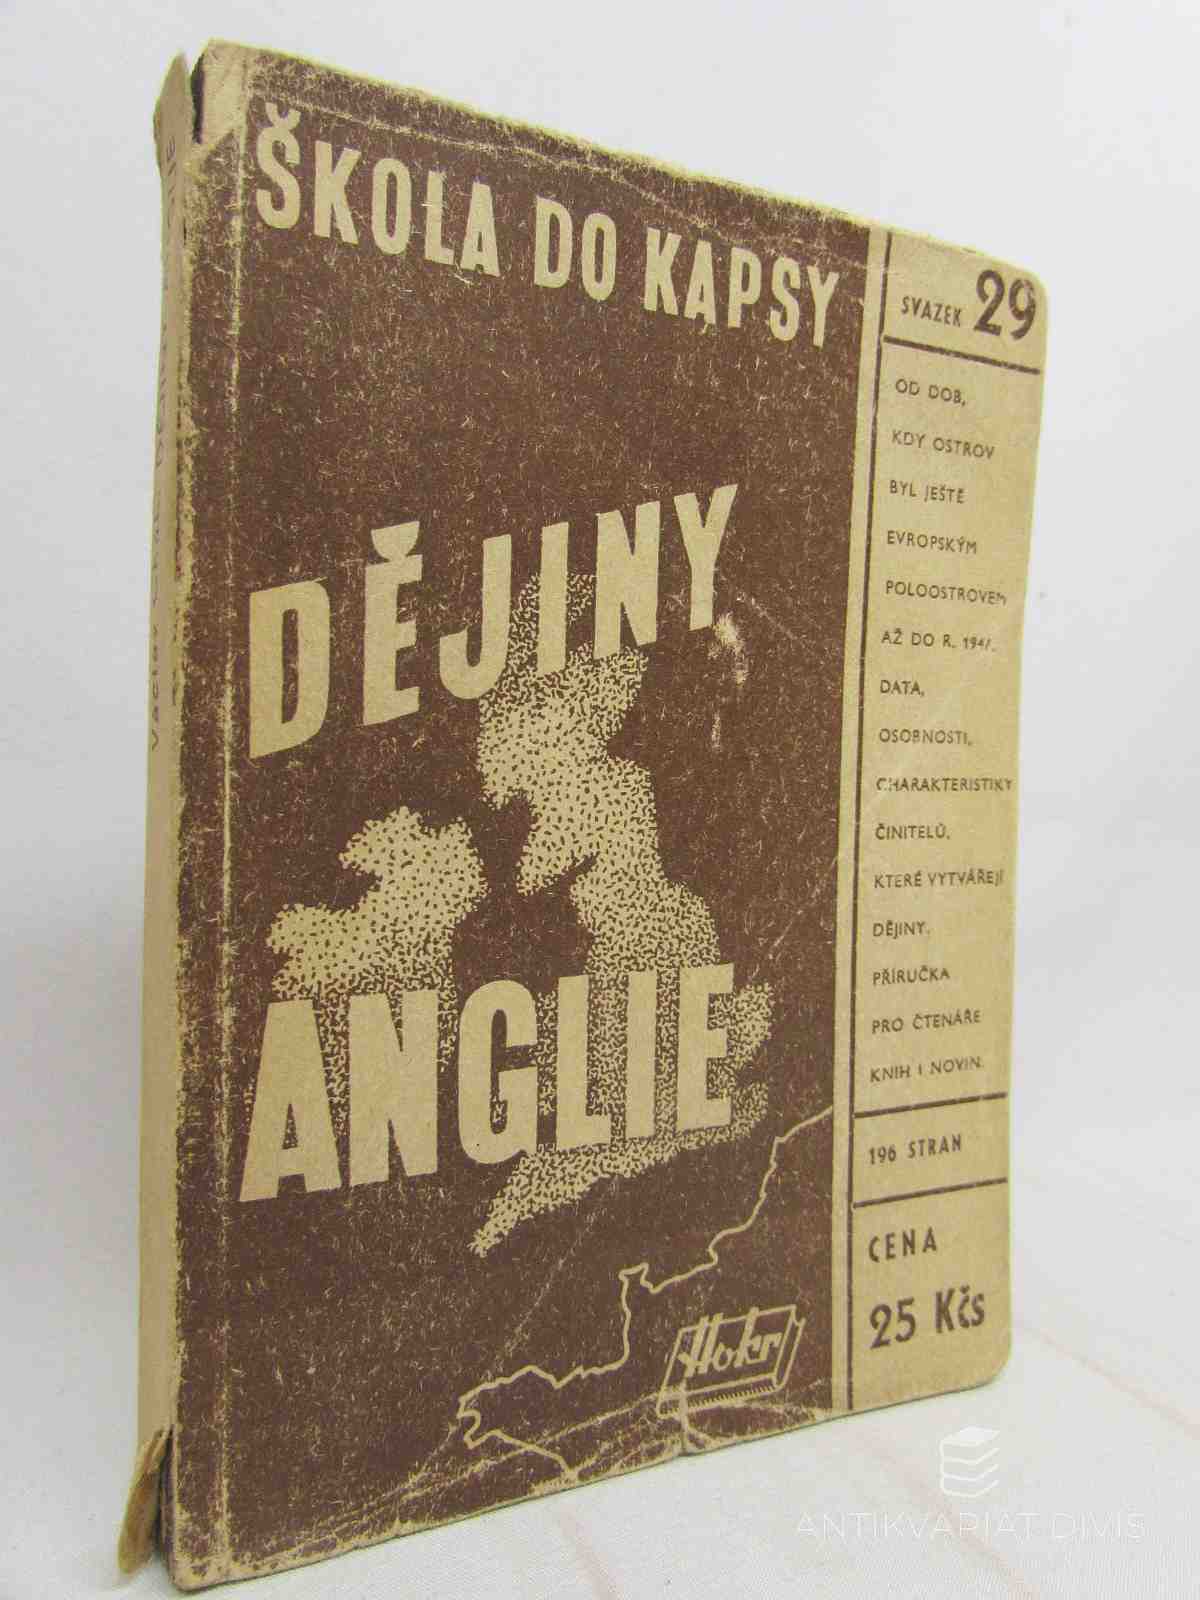 ŠKOLA DO KAPSY
DĚJINY
ANGLIE
Hokr
SVAZEK 29
OD DOB,
KDY OSTROV
BYL JEŠTĚ
EVROPSKÝM
POLOOSTROVEM
AŽ DO R. 1947.
DATA,
OSOBNOSTI,
CHARAKTERISTIKY
ČINITELŮ,
KTERÉ VYTVÁŘEJÍ
DĚJINY.
PŘÍRUČKA
PRO ČTENÁŘE
KNIH I NOVIN.
196 STRAN
CENA
25 Kčs
ANTIKVARIAT DIVIŠ